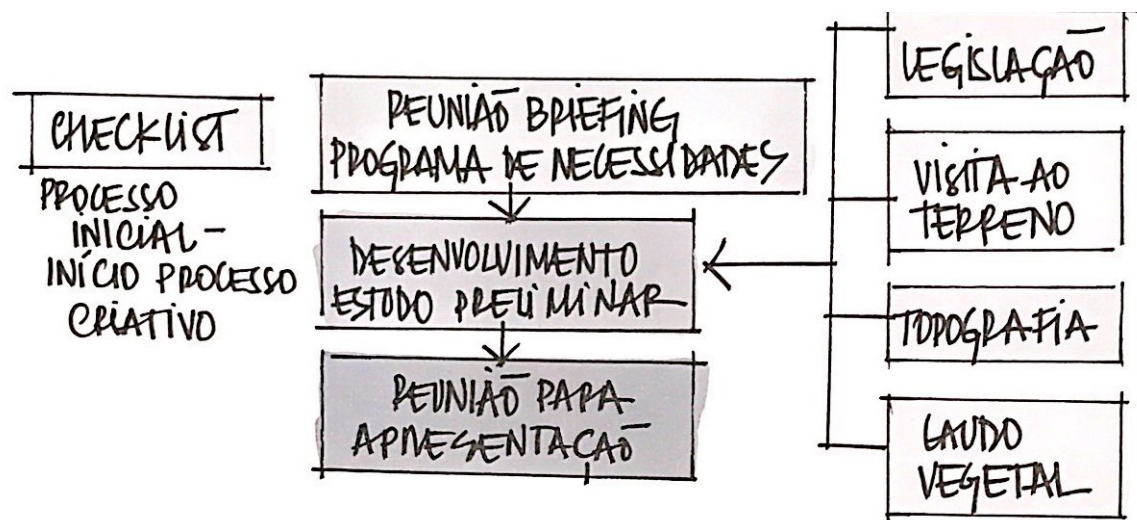 CHECKLIST
PROCESSO
INICIAL -
INÍCIO PROCESSO
CRIATIVO
REUNIÃO BRIEFING
PROGRAMA DE NECESSIDADES
DESENVOLVIMENTO
ESTUDO PRELIMINAR
REUNIÃO PARA
APRESENTAÇÃO
LEGISLAÇÃO
VISITA AO
TERRENO
TOPOGRAFIA
LAUDO
VEGETAL